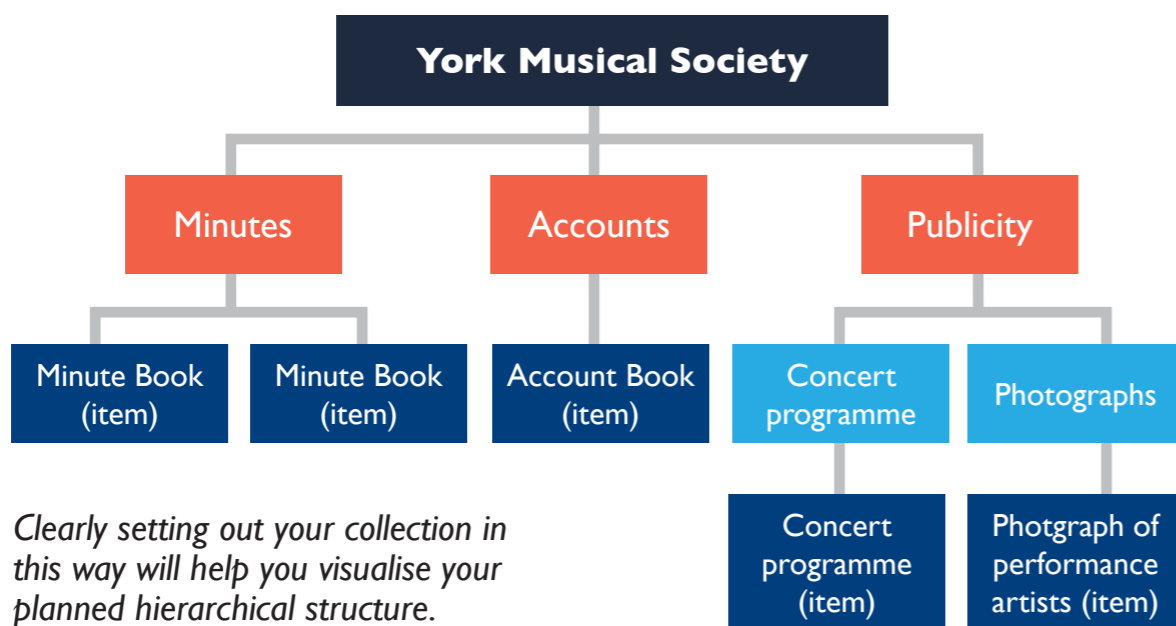 York Musical Society
Minutes
Accounts
Publicity
Minute Book
(item)
Minute Book
(item)
Account Book
(item)
Concert
programme
Photographs
Concert
programme
(item)
Photgraph of
performance
artists (item)
Clearly setting out your collection in
this way will help you visualise your
planned hierarchical structure.